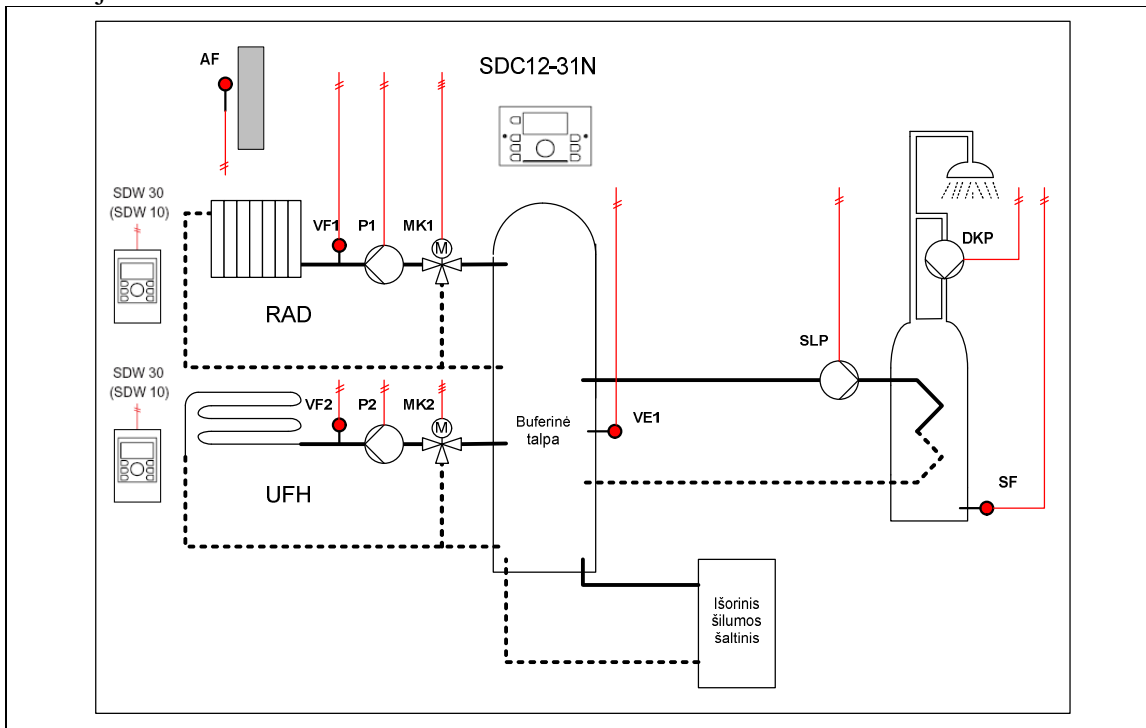 AF
SDC12-31N
SDW 30
(SDW 10)
VF1
P1
MK1
M
RAD
DKP
SLP
SDW 30
(SDW 10)
VF2
P2
MK2
M
Buferinė
talpa
VE1
UFH
SF
Išorinis
šilumos
šaltinis